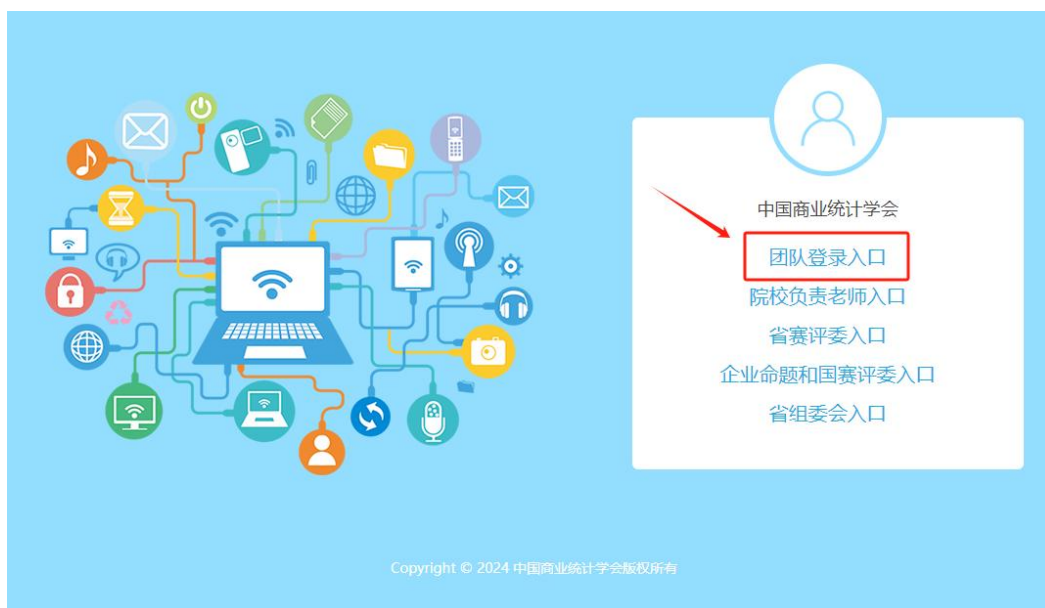 中国商业统计学会
团队登录入口
院校负责老师入口
省赛评委入口
企业命题和国赛评委入口
省组委会入口
Copyright © 2024 中国商业统计学会版权所有